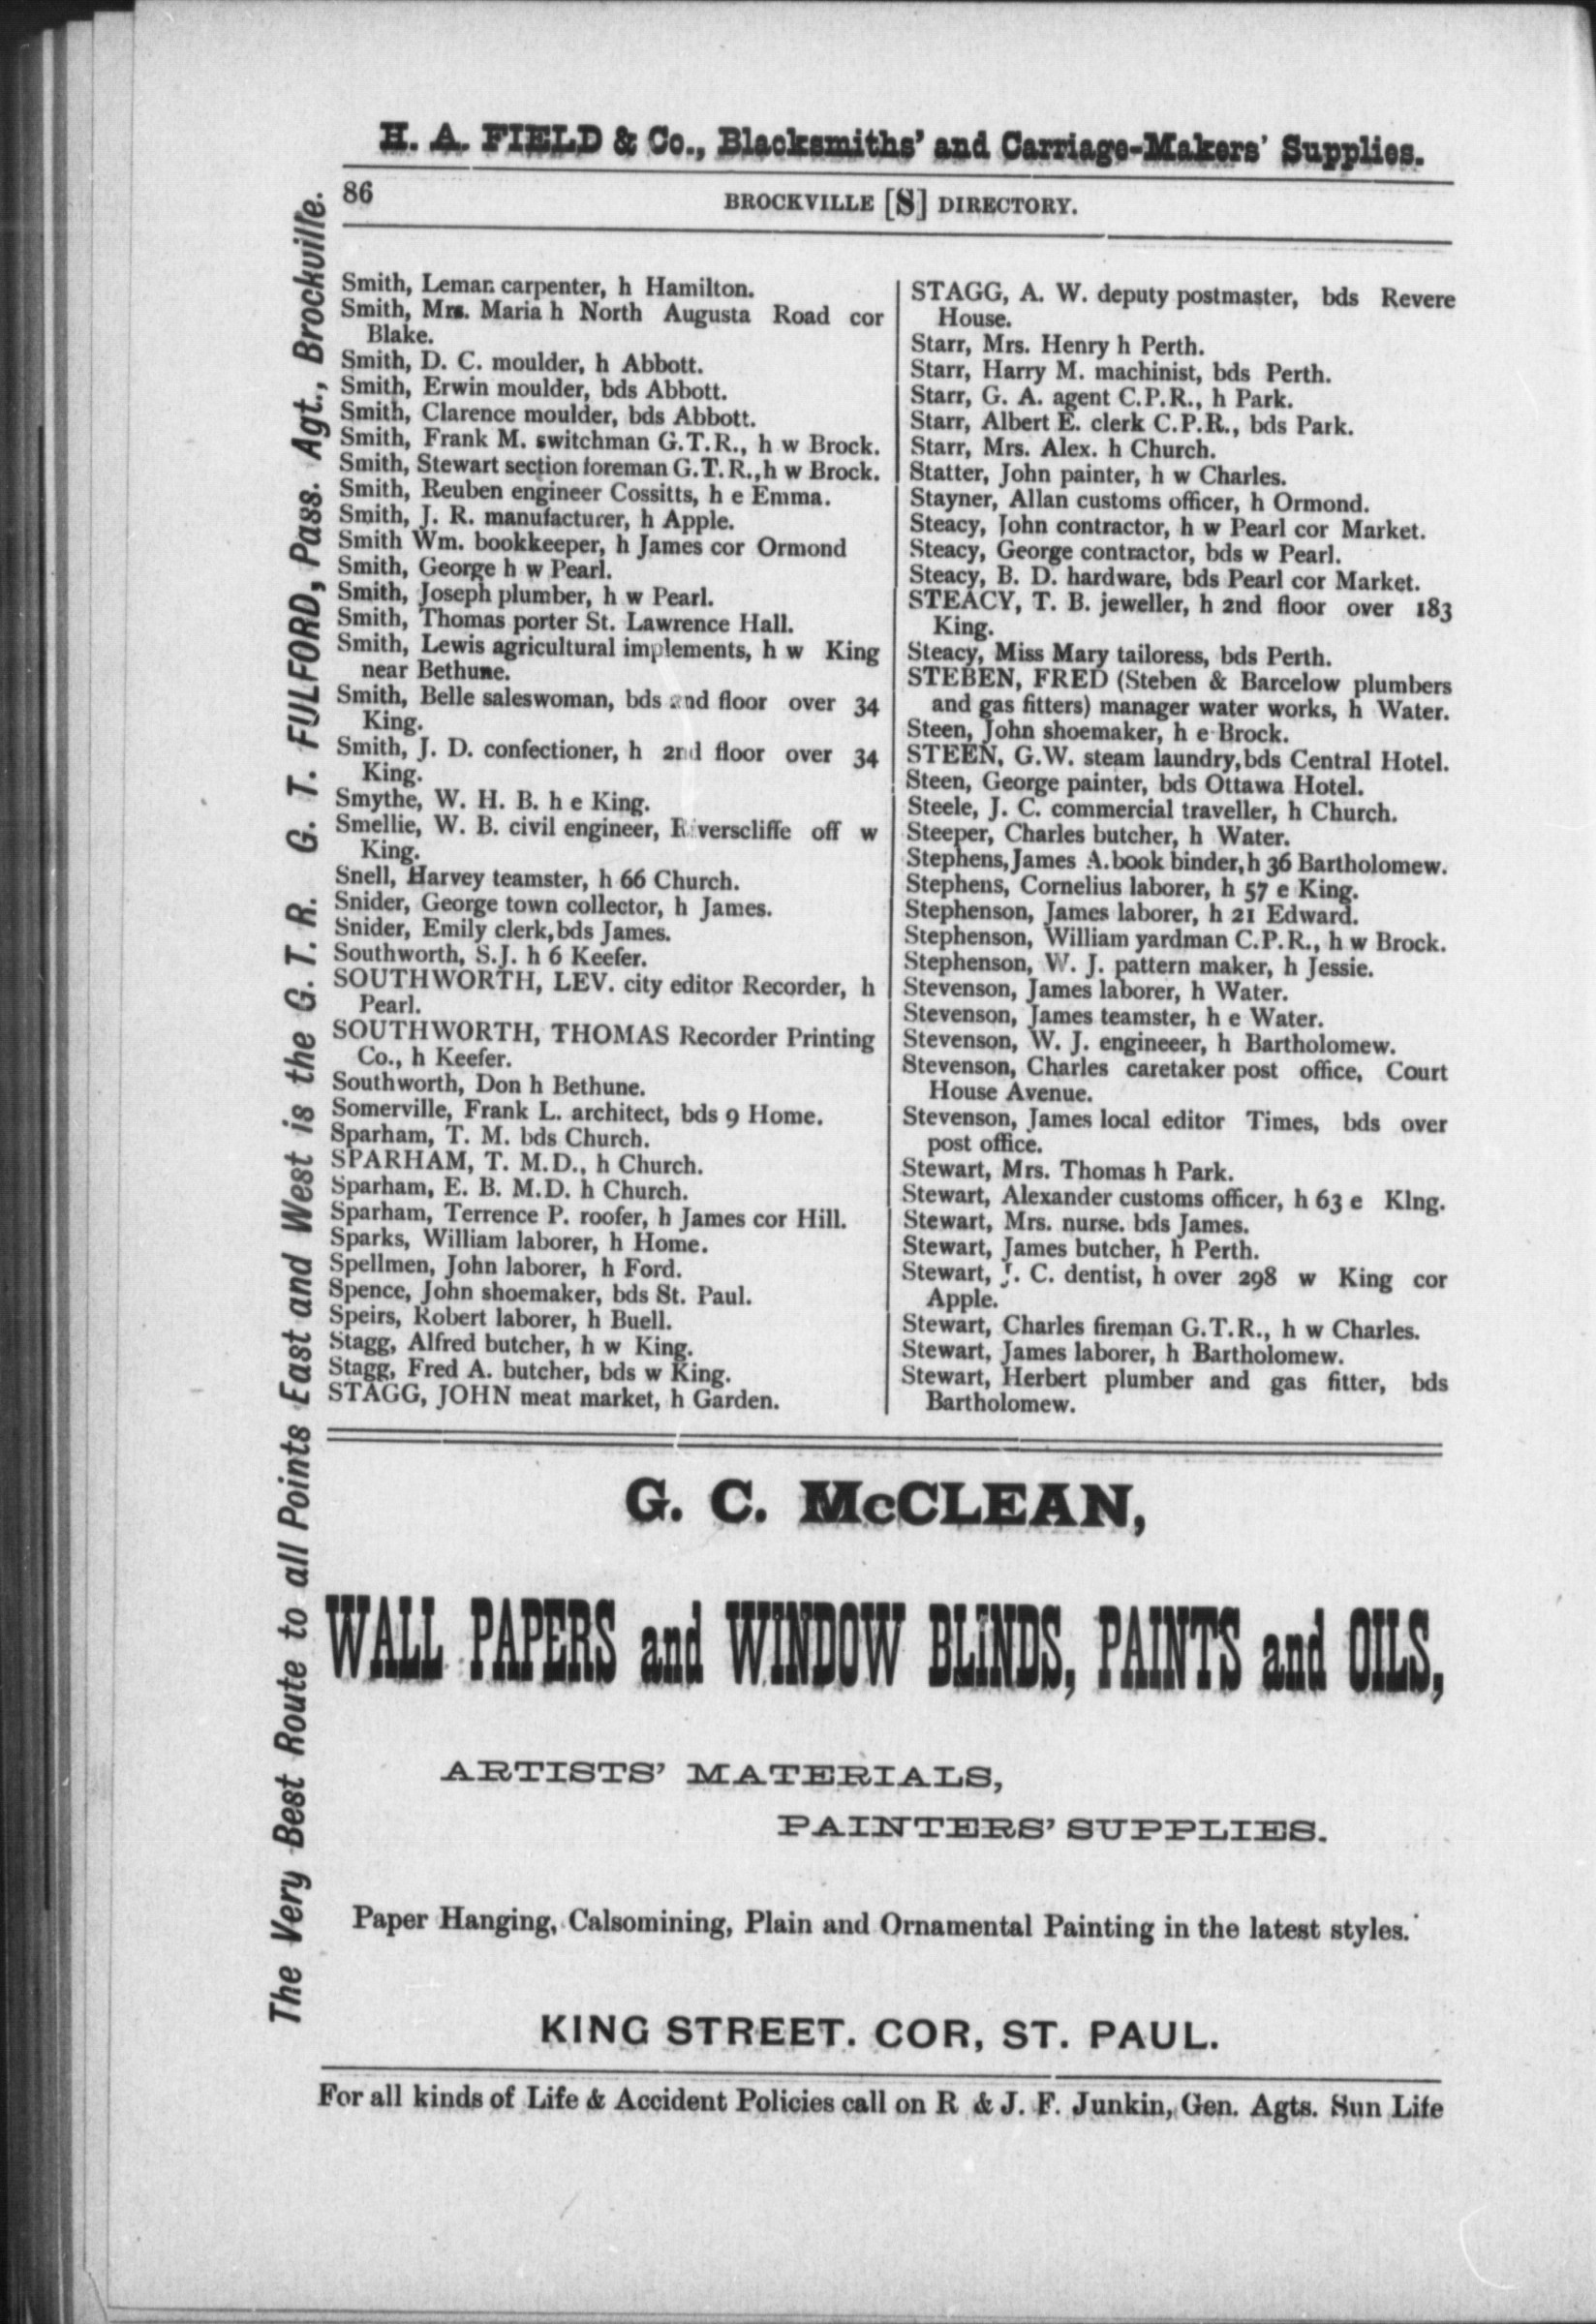 H. A. FIELD & Co., Blacksmiths' and Carriage-Makers' Supplies.
86
BROCKVILLE [S] DIRECTORY.
The Very Best Route to all Points East and West is the G. T. R. G. T. FULFORD, Pass. Agt., Brockville.
Smith, Leman carpenter, h Hamilton.
Smith, Mrs. Maria h North Augusta Road cor
Blake.
Smith, D. C. moulder, h Abbott.
Smith, Erwin moulder, bds Abbott.
Smith, Clarence moulder, bds Abbott.
Smith, Frank M. switchman G.T.R., h w Brock.
Smith, Stewart section foreman G.T.R., h w Brock.
Smith, Reuben engineer Cossitts, h e Emma.
Smith, J. R. manufacturer, h Apple.
Smith Wm. bookkeeper, h James cor Ormond
Smith, George h w Pearl.
Smith, Joseph plumber, h w Pearl.
Smith, Thomas porter St. Lawrence Hall.
Smith, Lewis agricultural implements, h w King
near Bethune.
Smith, Belle saleswoman, bds 2nd floor over 34
King.
Smith, J. D. confectioner, h 2nd floor over 34
King.
Smythe, W. H. B. h e King.
Smellie, W. B. civil engineer, Riverscliffe off w
King.
Snell, Harvey teamster, h 66 Church.
Snider, George town collector, h James.
Snider, Emily clerk, bds James.
Southworth, S.J. h 6 Keefer.
SOUTHWORTH, LEV. city editor Recorder, h
Pearl.
SOUTHWORTH, THOMAS Recorder Printing
Co., h Keefer.
Southworth, Don h Bethune.
Somerville, Frank L. architect, bds 9 Home.
Sparham, T. M. bds Church.
SPARHAM, T. M.D., h Church.
Sparham, E. B. M.D. h Church.
Sparham, Terrence P. roofer, h James cor Hill.
Sparks, William laborer, h Home.
Spellmen, John laborer, h Ford.
Spence, John shoemaker, bds St. Paul.
Speirs, Robert laborer, h Buell.
Stagg, Alfred butcher, h w King.
Stagg, Fred A. butcher, bds w King.
STAGG, JOHN meat market, h Garden.
STAGG, A. W. deputy postmaster, bds Revere
House.
Starr, Mrs. Henry h Perth.
Starr, Harry M. machinist, bds Perth.
Starr, G. A. agent C.P.R., h Park.
Starr, Albert E. clerk C.P.R., bds Park.
Starr, Mrs. Alex. h Church.
Statter, John painter, h w Charles.
Stayner, Allan customs officer, h Ormond.
Steacy, John contractor, h w Pearl cor Market.
Steacy, George contractor, bds w Pearl.
Steacy, B. D. hardware, bds Pearl cor Market.
STEACY, T. B. jeweller, h 2nd floor over 183
King.
Steacy, Miss Mary tailoress, bds Perth.
STEBEN, FRED (Steben & Barcelow plumbers
and gas fitters) manager water works, h Water.
Steen, John shoemaker, h e Brock.
STEEN, G.W. steam laundry, bds Central Hotel.
Steen, George painter, bds Ottawa Hotel.
Steele, J. C. commercial traveller, h Church.
Steeper, Charles butcher, h Water.
Stephens, James A. book binder, h 36 Bartholomew.
Stephens, Cornelius laborer, h 57 e King.
Stephenson, James laborer, h 21 Edward.
Stephenson, William yardman C.P.R., h w Brock.
Stephenson, W. J. pattern maker, h Jessie.
Stevenson, James laborer, h Water.
Stevenson, James teamster, h e Water.
Stevenson, W. J. engineeer, h Bartholomew.
Stevenson, Charles caretaker post office, Court
House Avenue.
Stevenson, James local editor Times, bds over
post office.
Stewart, Mrs. Thomas h Park.
Stewart, Alexander customs officer, h 63 e Klng.
Stewart, Mrs. nurse. bds James.
Stewart, James butcher, h Perth.
Stewart, J. C. dentist, h over 298 w King cor
Apple.
Stewart, Charles fireman G.T.R., h w Charles.
Stewart, James laborer, h Bartholomew.
Stewart, Herbert plumber and gas fitter, bds
Bartholomew.
G. C. McCLEAN,
WALL PAPERS and WINDOW BLINDS, PAINTS and OILS,
ARTISTS' MATERIALS,
PAINTERS' SUPPLIES.
Paper Hanging, Calsomining, Plain and Ornamental Painting in the latest styles.
KING STREET. COR, ST. PAUL.
For all kinds of Life & Accident Policies call on R & J. F. Junkin, Gen. Agts. Sun Life